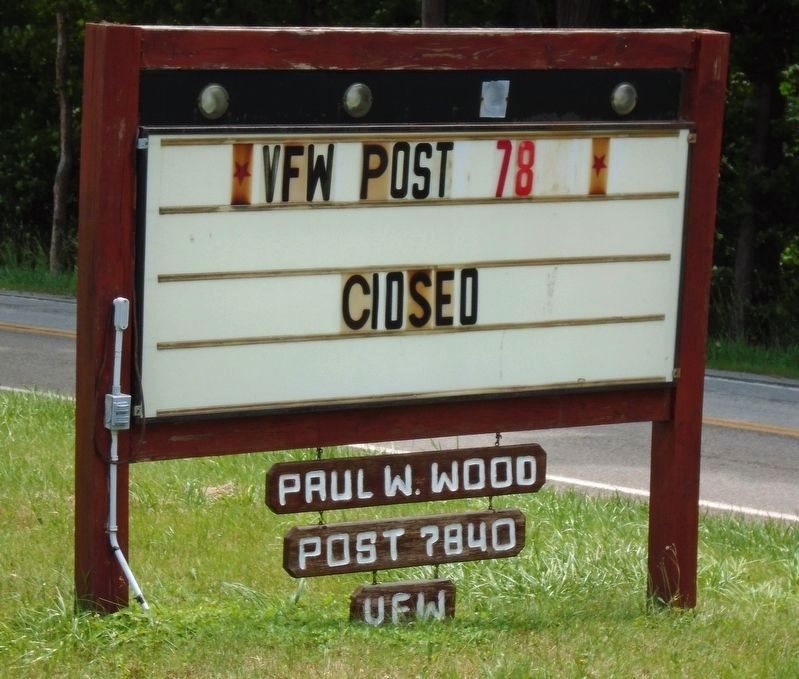 VFW POST 78
CIOSED
PAUL W. WOOD
POST 7840
VFW